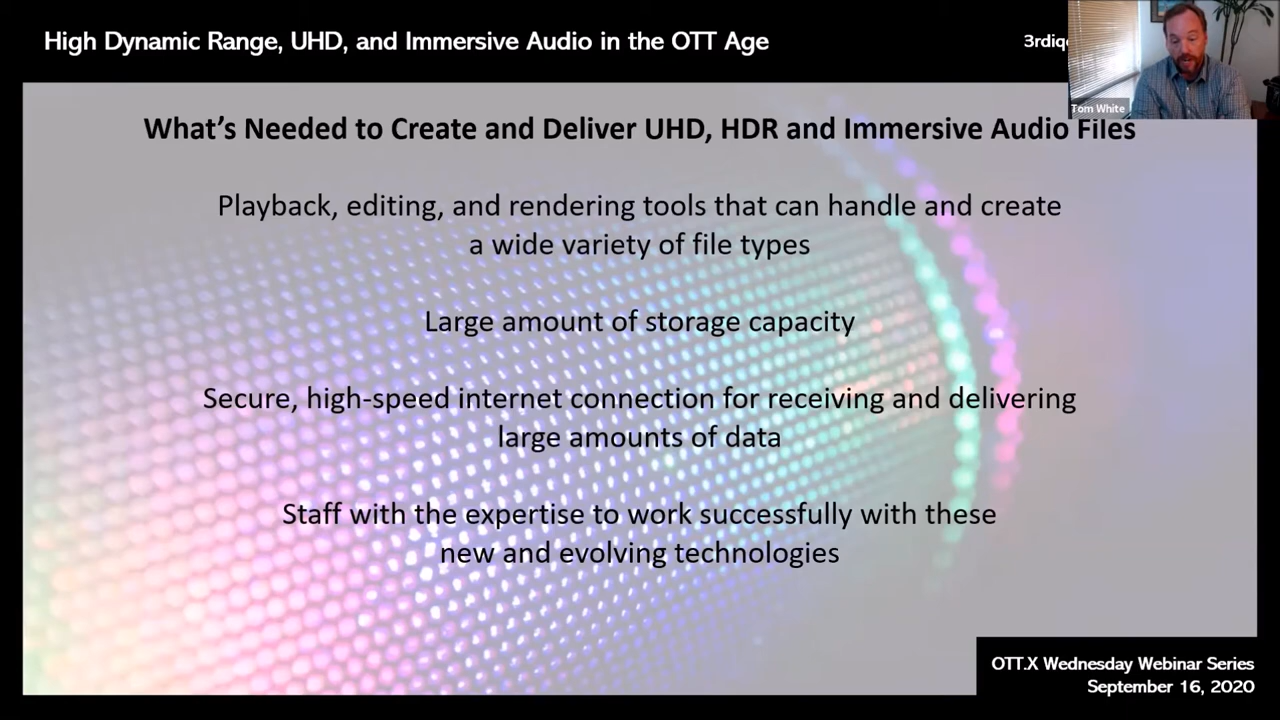 High Dynamic Range, UHD, and Immersive Audio in the OTT Age
Tom White
What's Needed to Create and Deliver UHD, HDR and Immersive Audio Files
Playback, editing, and rendering tools that can handle and create
a wide variety of file types
Large amount of storage capacity
Secure, high-speed internet connection for receiving and delivering
large amounts of data
Staff with the expertise to work successfully with these
new and evolving technologies
OTT.X Wednesday Webinar Series
September 16, 2020